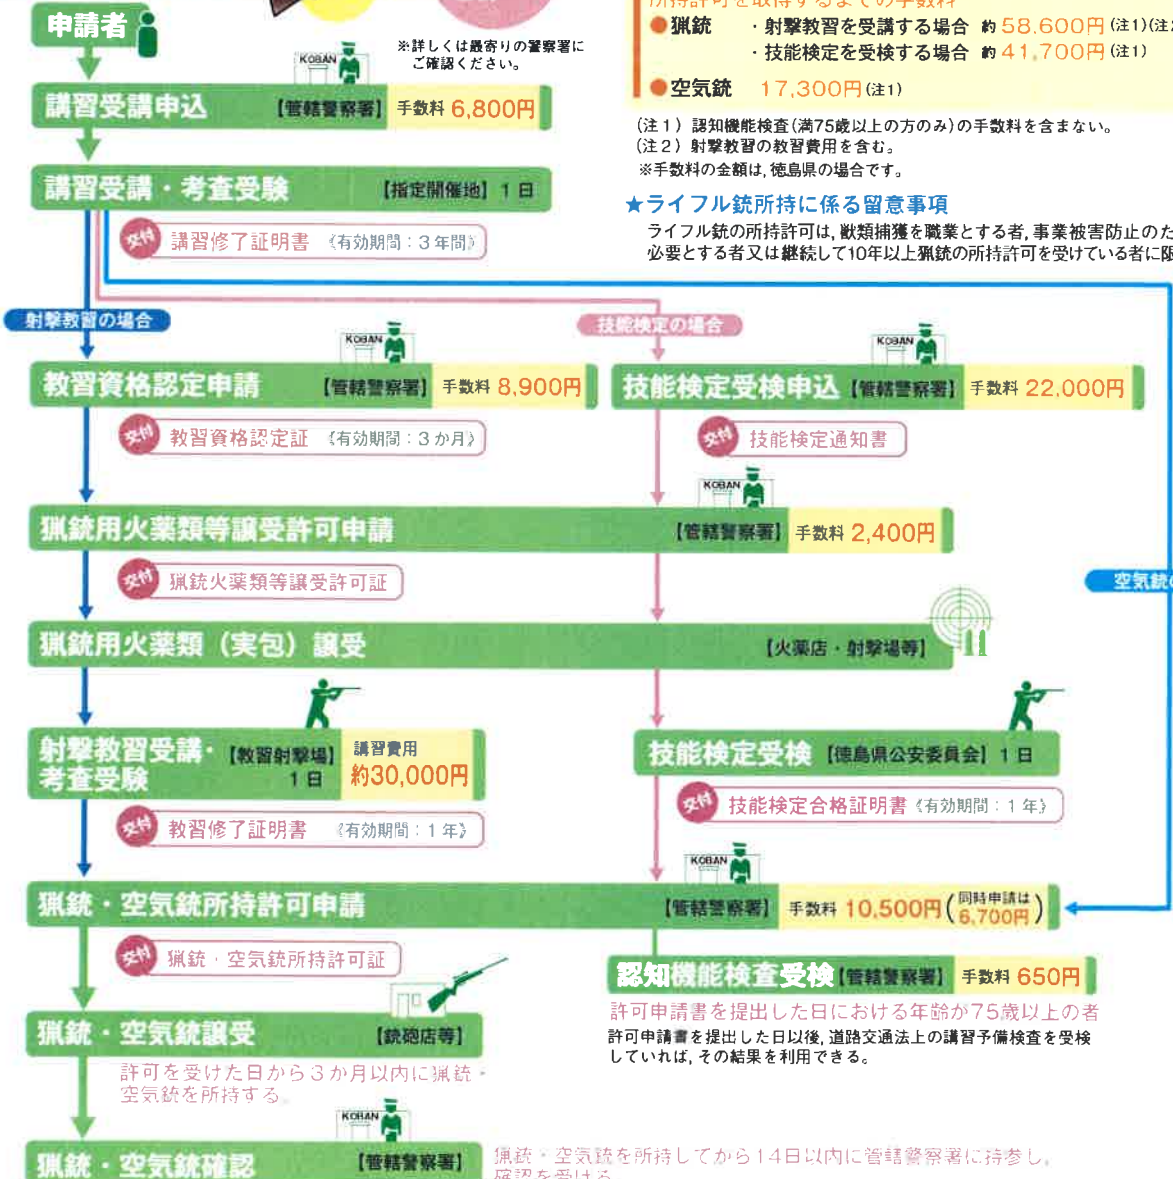 申請者
※詳しくは最寄りの警察署に
ご確認ください。
所持許可を取得するまでの手数料
●猟銃 ・射撃教習を受講する場合 約58,600円(注1)(注2
・技能検定を受検する場合 約41,700円(注1)
●空気銃 17,300円(注1)
(注1) 認知機能検査(満75歳以上の方のみ)の手数料を含まない。
(注2) 射撃教習の教習費用を含む。
※手数料の金額は,徳島県の場合です。
★ライフル銃所持に係る留意事項
ライフル銃の所持許可は,獣類捕獲を職業とする者,事業被害防止のた
必要とする者又は継続して10年以上猟銃の所持許可を受けている者に限
KOBAN
講習受講申込 【管轄警察署】 手数料 6,800円
講習受講・考査受験 【指定開催地】 1日
交付 講習修了証明書 《有効期間:3年間》
射撃教習の場合
技能検定の場合
KOBAN
教習資格認定申請 【管轄警察署】 手数料 8,900円
交付 教習資格認定証 《有効期間:3か月》
KOBAN
技能検定受検申込 【管轄警察署】 手数料 22,000円
交付 技能検定通知書
KOBAN
猟銃用火薬類等譲受許可申請 【管轄警察署】 手数料 2,400円
交付 猟銃火薬類等譲受許可証
空気銃の
猟銃用火薬類(実包)譲受 【火薬店・射撃場等】
射撃教習受講・
考査受験 【教習射撃場】
1日
講習費用
約30,000円
交付 教習修了証明書 《有効期間:1年》
技能検定受検 【徳島県公安委員会】 1日
交付 技能検定合格証明書 《有効期間:1年》
KOBAN
猟銃・空気銃所持許可申請 【管轄警察署】 手数料 10,500円(同時申請は
6,700円)
交付 猟銃・空気銃所持許可証
認知機能検査受検 【管轄警察署】 手数料 650円
許可申請書を提出した日における年齢が75歳以上の者
許可申請書を提出した日以後,道路交通法上の講習予備検査を受検
していれば,その結果を利用できる。
猟銃・空気銃譲受 【銃砲店等】
許可を受けた日から3か月以内に猟銃・
空気銃を所持する。
KOBAN
猟銃・空気銃確認 【管轄警察署】
猟銃・空気銃を所持してから14日以内に管轄警察署に持参し,
確認を受ける。